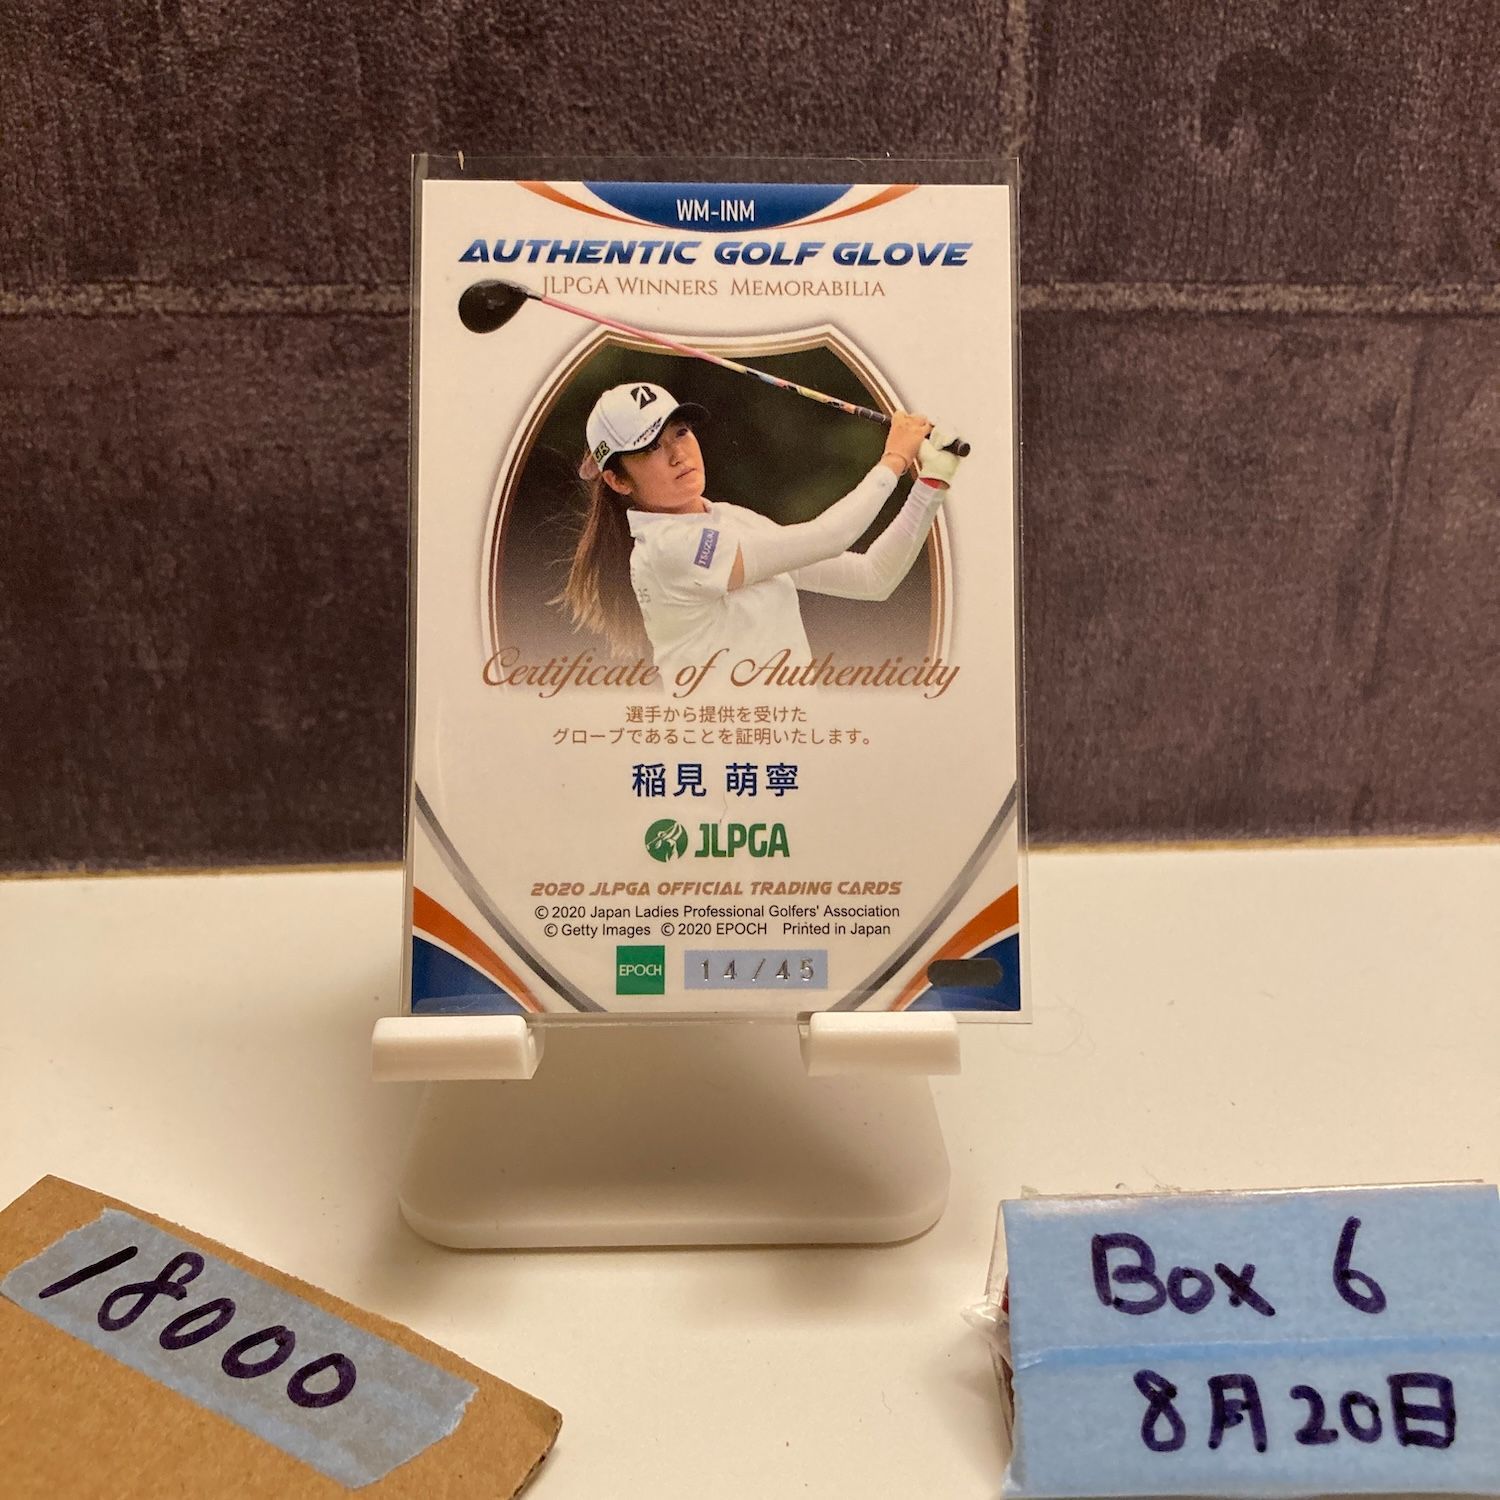 WM-INM
AUTHENTIC GOLF GLOVE
JLPGA WINNERS MEMORABILIA
TSUZUKI
Certificate of Authenticity
選手から提供を受けた
グローブであることを証明いたします。
稲見 萌寧
JLPGA
2020 JLPGA OFFICIAL TRADING CARDS
© 2020 Japan Ladies Professional Golfers' Association
© Getty Images © 2020 EPOCH Printed in Japan
EPOCH 14/45
18000
Box 6
8月20日